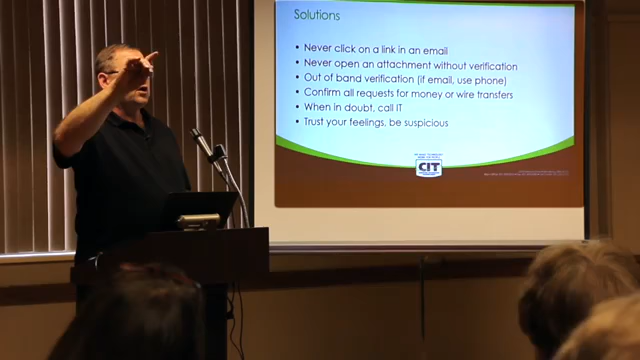 Solutions
• Never click on a link in an email
• Never open an attachment without verification
• Out of band verification (if email, use phone)
• Confirm all requests for money or wire transfers
• When in doubt, call IT
• Trust your feelings, be suspicious
CIT